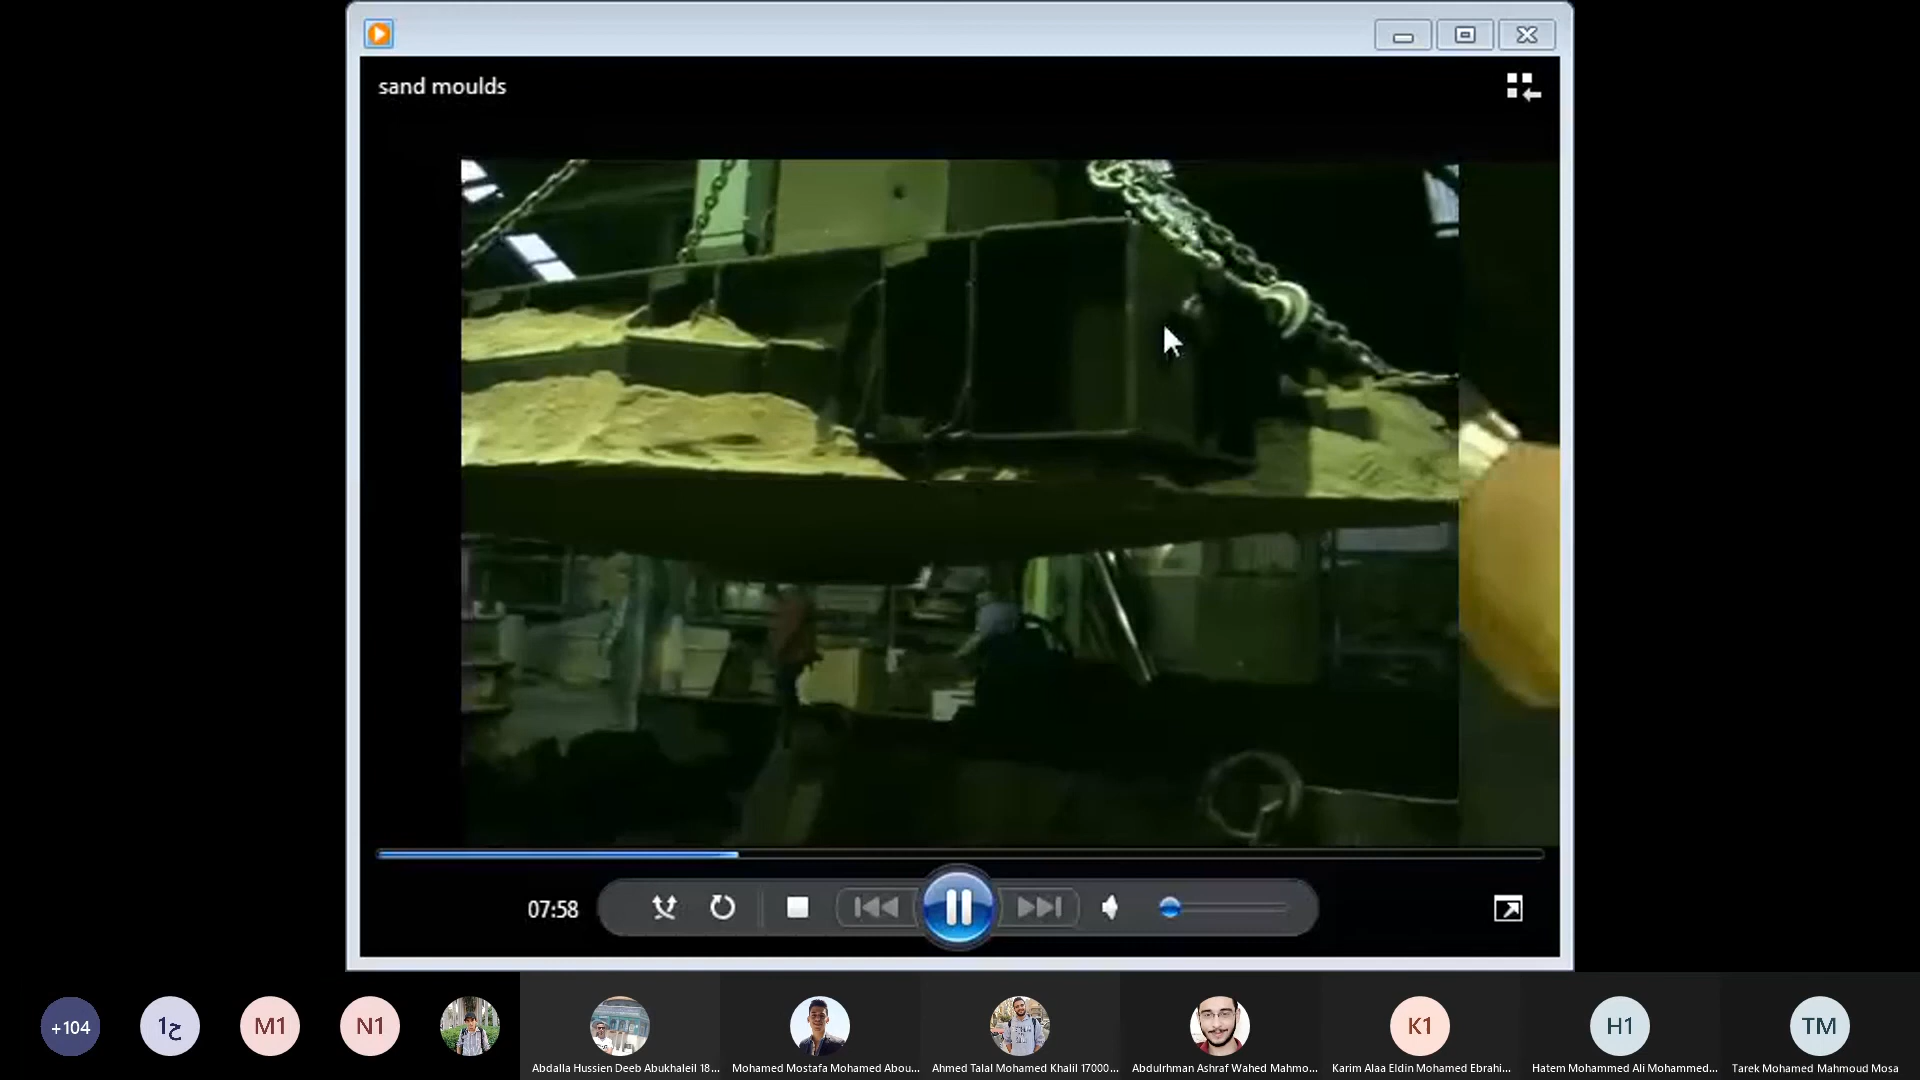 sand moulds
07:58
+104
ح1
M1
N1
K1
H1
TM
Abdalla Hussien Deeb Abukhaleil 18...
Mohamed Mostafa Mohamed Abou...
Ahmed Talal Mohamed Khalil 17000...
Abdulrhman Ashraf Wahed Mahmo...
Karim Alaa Eldin Mohamed Ebrahi...
Hatem Mohammed Ali Mohammed...
Tarek Mohamed Mahmoud Mosa